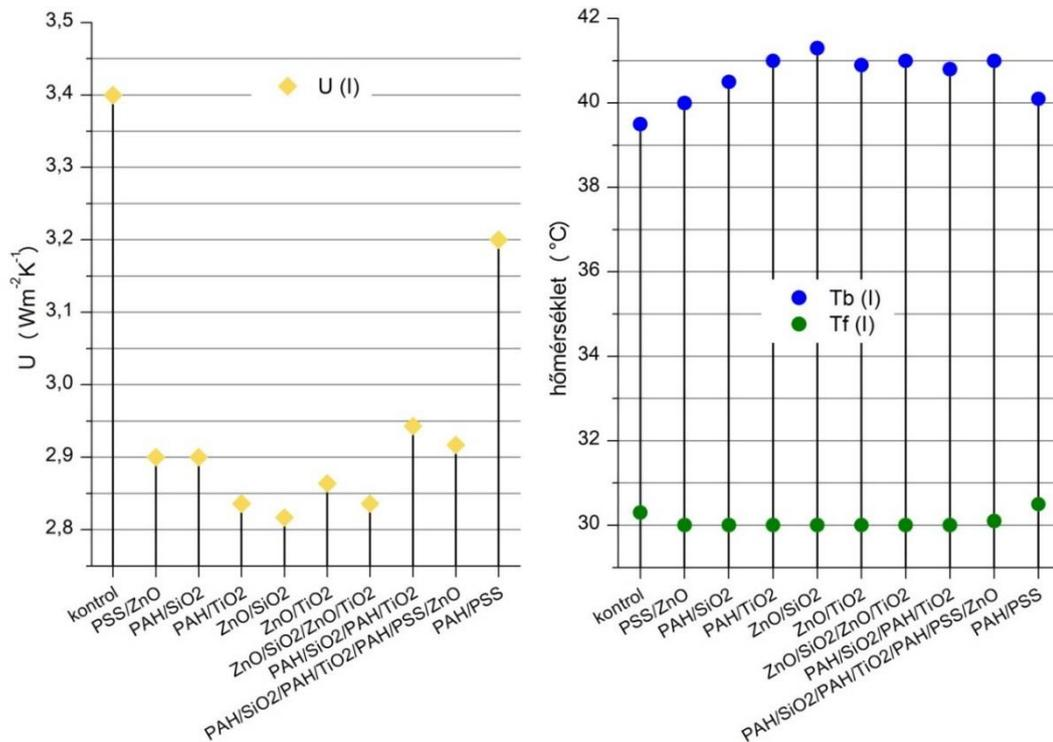 3,5
3,4
3,3
3,2
3,1
3,0
2,9
2,8
U ( Wm⁻²K⁻¹)
U (I)
kontrol
PSS/ZnO
PAH/SiO2
PAH/TiO2
ZnO/SiO2
ZnO/TiO2
ZnO/SiO2/ZnO/TiO2
PAH/SiO2/PAH/TiO2
PAH/SiO2/PAH/TiO2/PAH/PSS/ZnO
PAH/PSS
42
40
38
36
34
32
30
hőmérséklet ( °C)
Tb (I)
Tf (I)
kontrol
PSS/ZnO
PAH/SiO2
PAH/TiO2
ZnO/SiO2
ZnO/TiO2
ZnO/SiO2/ZnO/TiO2
PAH/SiO2/PAH/TiO2
PAH/SiO2/PAH/TiO2/PAH/PSS/ZnO
PAH/PSS